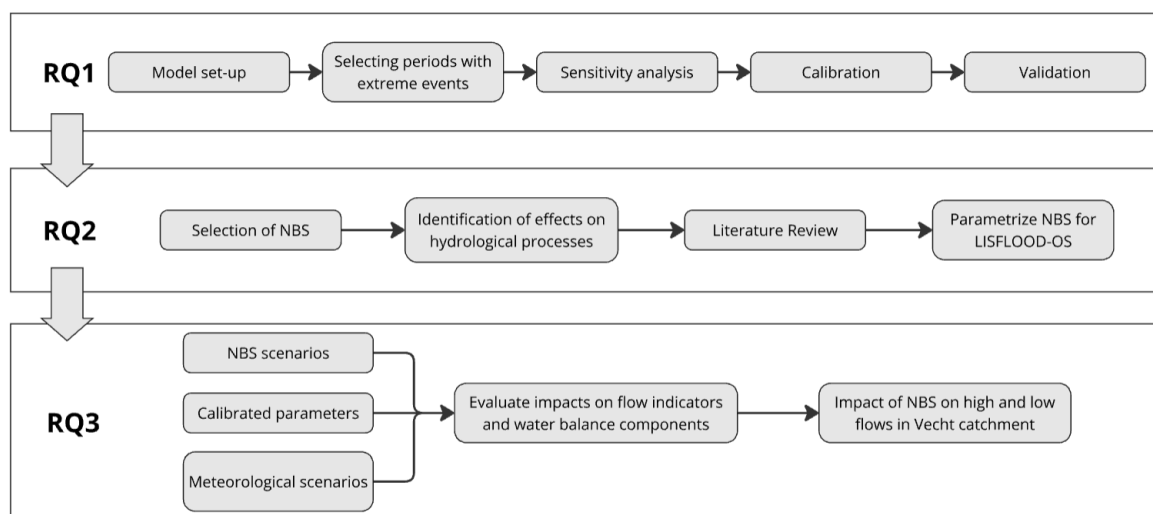 RQ1
Model set-up
Selecting periods with
extreme events
Sensitivity analysis
Calibration
Validation
RQ2
Selection of NBS
Identification of effects on
hydrological processes
Literature Review
Parametrize NBS for
LISFLOOD-OS
RQ3
NBS scenarios
Calibrated parameters
Meteorological scenarios
Evaluate impacts on flow indicators
and water balance components
Impact of NBS on high and low
flows in Vecht catchment